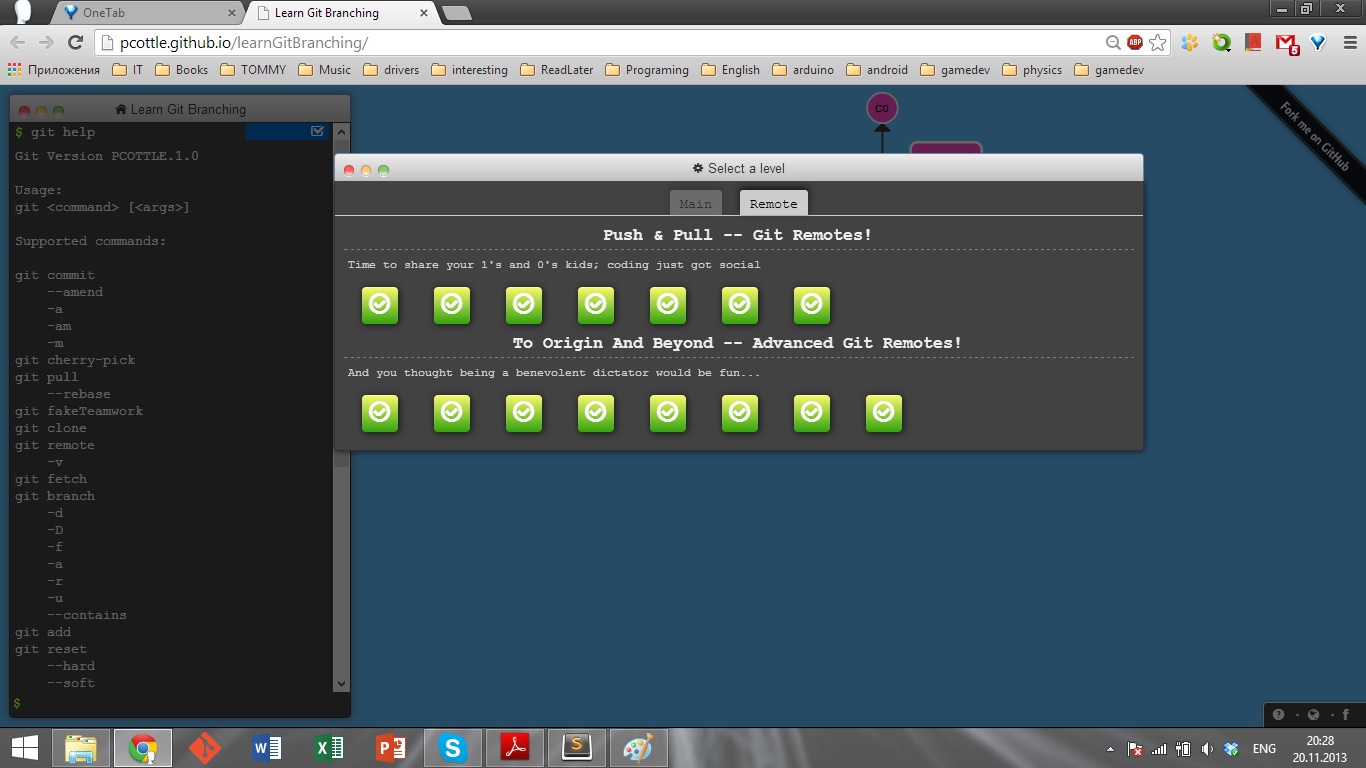 OneTab
Learn Git Branching
pcottle.github.io/learnGitBranching/
ABP
5
Приложения IT Books TOMMY Music drivers interesting ReadLater Programing English arduino android gamedev physics gamedev
Learn Git Branching
$ git help
Git Version PCOTTLE.1.0
Usage:
git <command> [<args>]
Supported commands:
git commit
--amend
-a
-am
-m
git cherry-pick
git pull
--rebase
git fakeTeamwork
git clone
git remote
-v
git fetch
git branch
-d
-D
-f
-a
-r
-u
--contains
git add
git reset
--hard
--soft
$
C0
Fork me on GitHub
Select a level
Main Remote
Push & Pull -- Git Remotes!
Time to share your 1's and 0's kids; coding just got social
To Origin And Beyond -- Advanced Git Remotes!
And you thought being a benevolent dictator would be fun...
ENG
20:28
20.11.2013